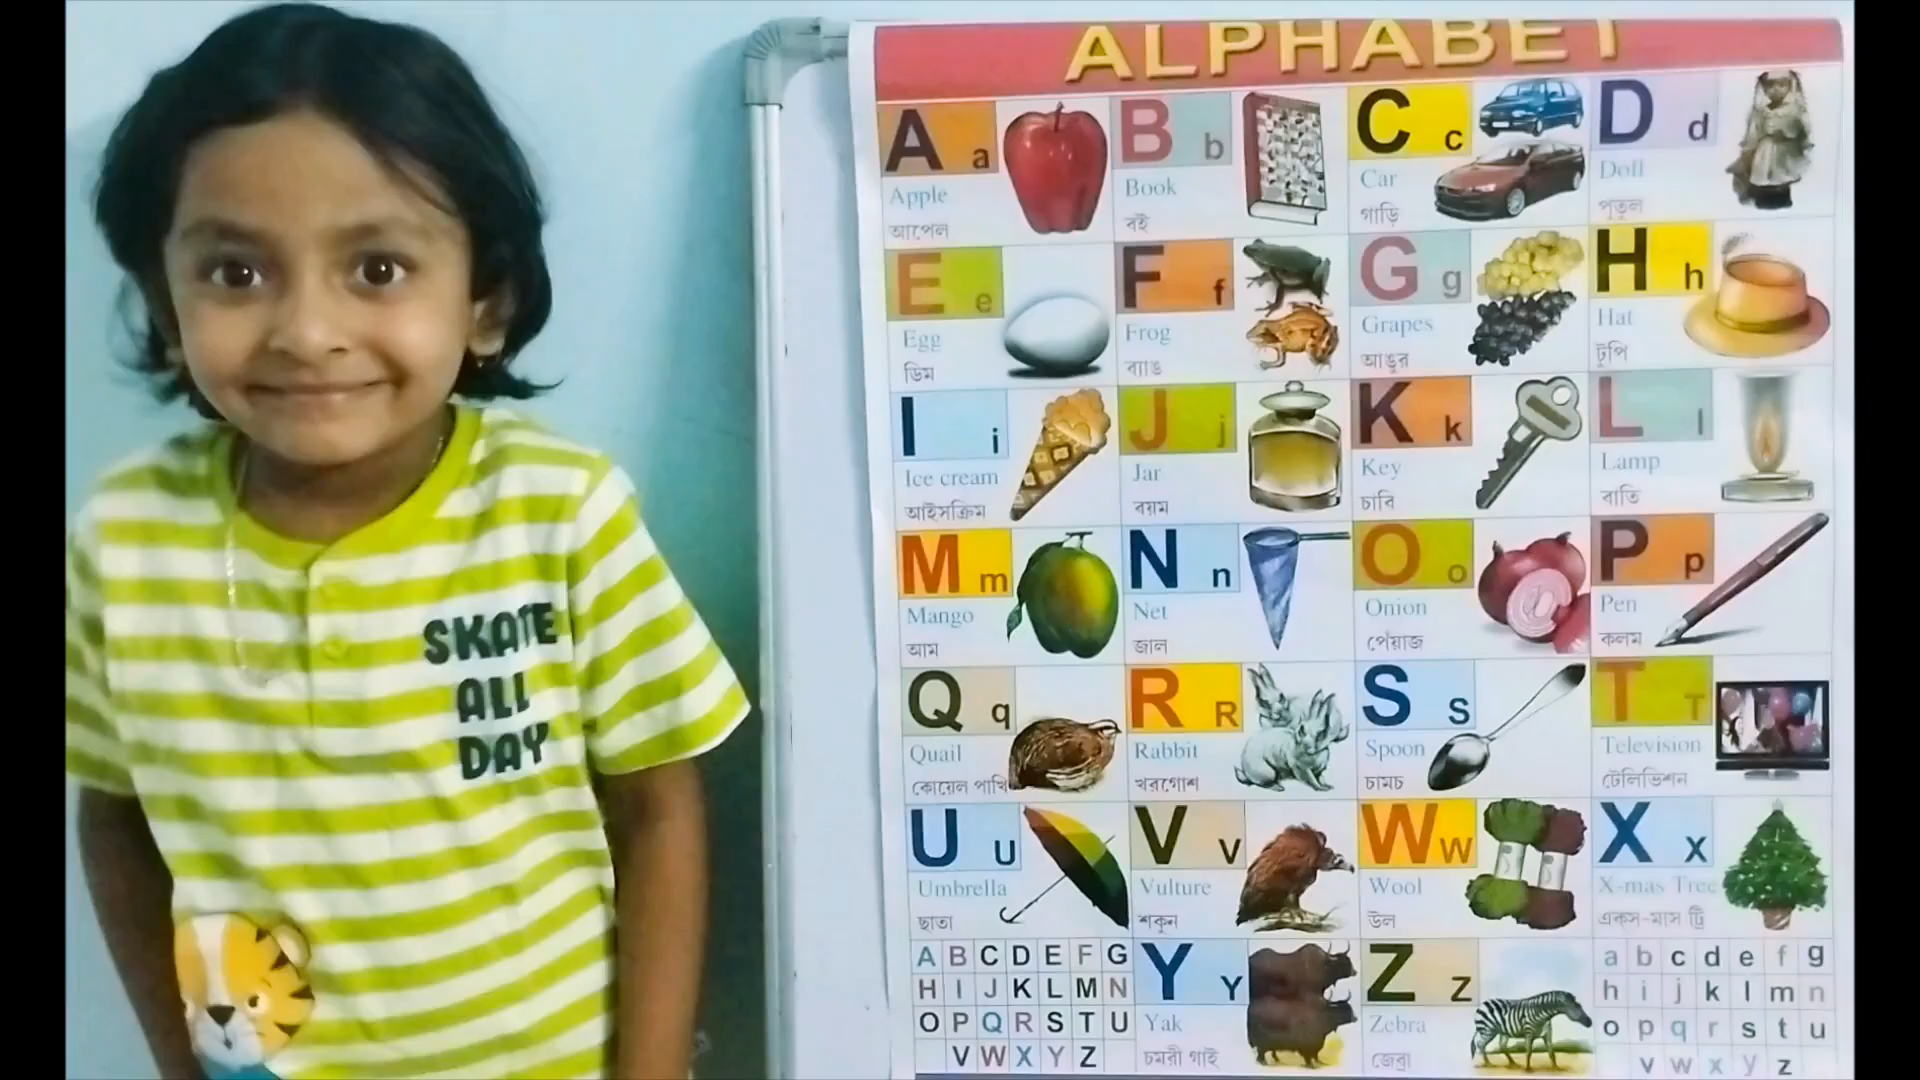 SKATE
ALL
DAY
ALPHABET
A a
Apple
আপেল
B b
Book
বই
C c
Car
গাড়ি
D d
Doll
পুতুল
E e
Egg
ডিম
F f
Frog
ব্যাঙ
G g
Grapes
আঙুর
H h
Hat
টুপি
I i
Ice cream
আইসক্রিম
J j
Jar
বয়ম
K k
Key
চাবি
L l
Lamp
বাতি
M m
Mango
আম
N n
Net
জাল
O o
Onion
পেঁয়াজ
P p
Pen
কলম
Q q
Quail
কোয়েল পাখি
R R
Rabbit
খরগোশ
S S
Spoon
চামচ
T T
Television
টেলিভিশন
U U
Umbrella
ছাতা
V V
Vulture
শকুন
W W
Wool
উল
X X
X-mas Tree
এক্স-মাস ট্রি
A B C D E F G
H I J K L M N
O P Q R S T U
V W X Y Z
Y Y
Yak
চমরী গাই
Z Z
Zebra
জেব্রা
a b c d e f g
h i j k l m n
o p q r s t u
v w x y z